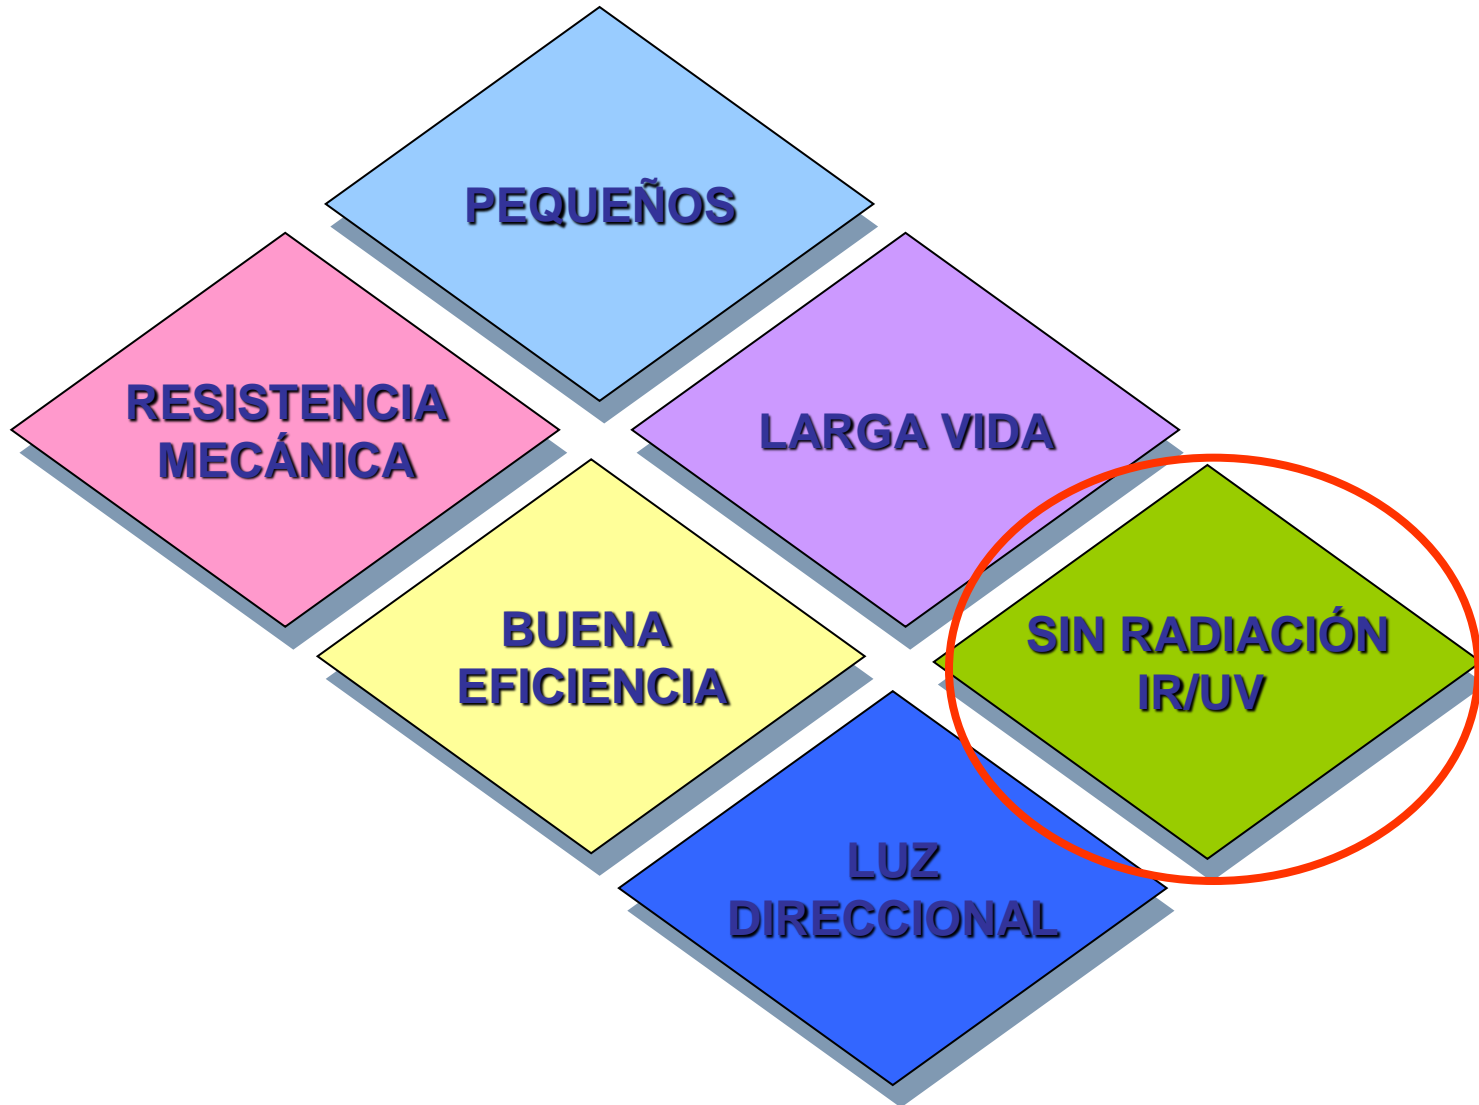 PEQUEÑOS
RESISTENCIA
MECÁNICA
LARGA VIDA
BUENA
EFICIENCIA
SIN RADIACIÓN
IR/UV
LUZ
DIRECCIONAL